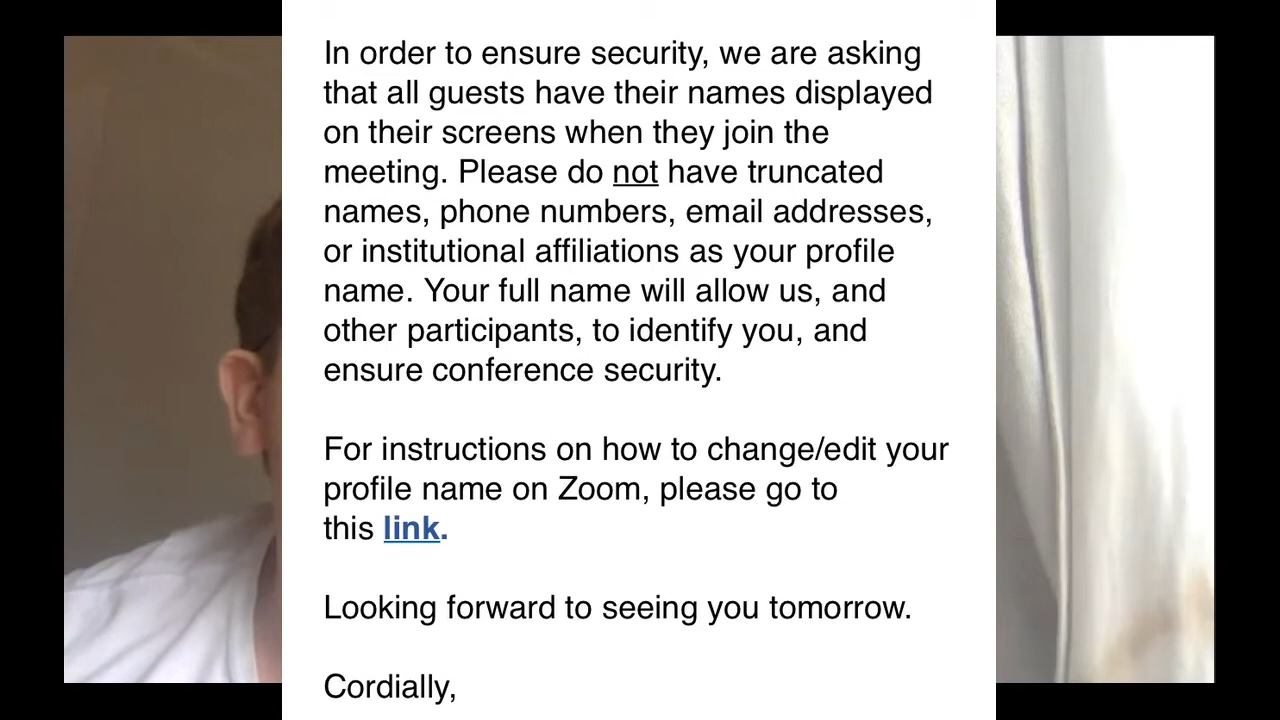 In order to ensure security, we are asking
that all guests have their names displayed
on their screens when they join the
meeting. Please do not have truncated
names, phone numbers, email addresses,
or institutional affiliations as your profile
name. Your full name will allow us, and
other participants, to identify you, and
ensure conference security.
For instructions on how to change/edit your
profile name on Zoom, please go to
this link.
Looking forward to seeing you tomorrow.
Cordially,